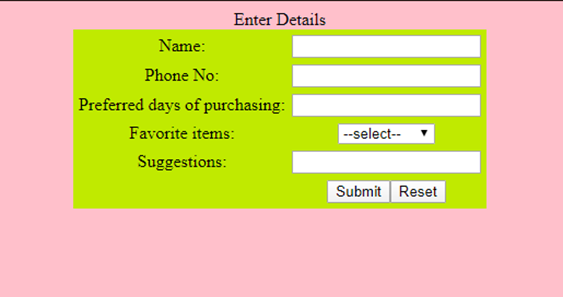 Enter Details
Name:
Phone No:
Preferred days of purchasing:
Favorite items: --select--
Suggestions:
Submit Reset